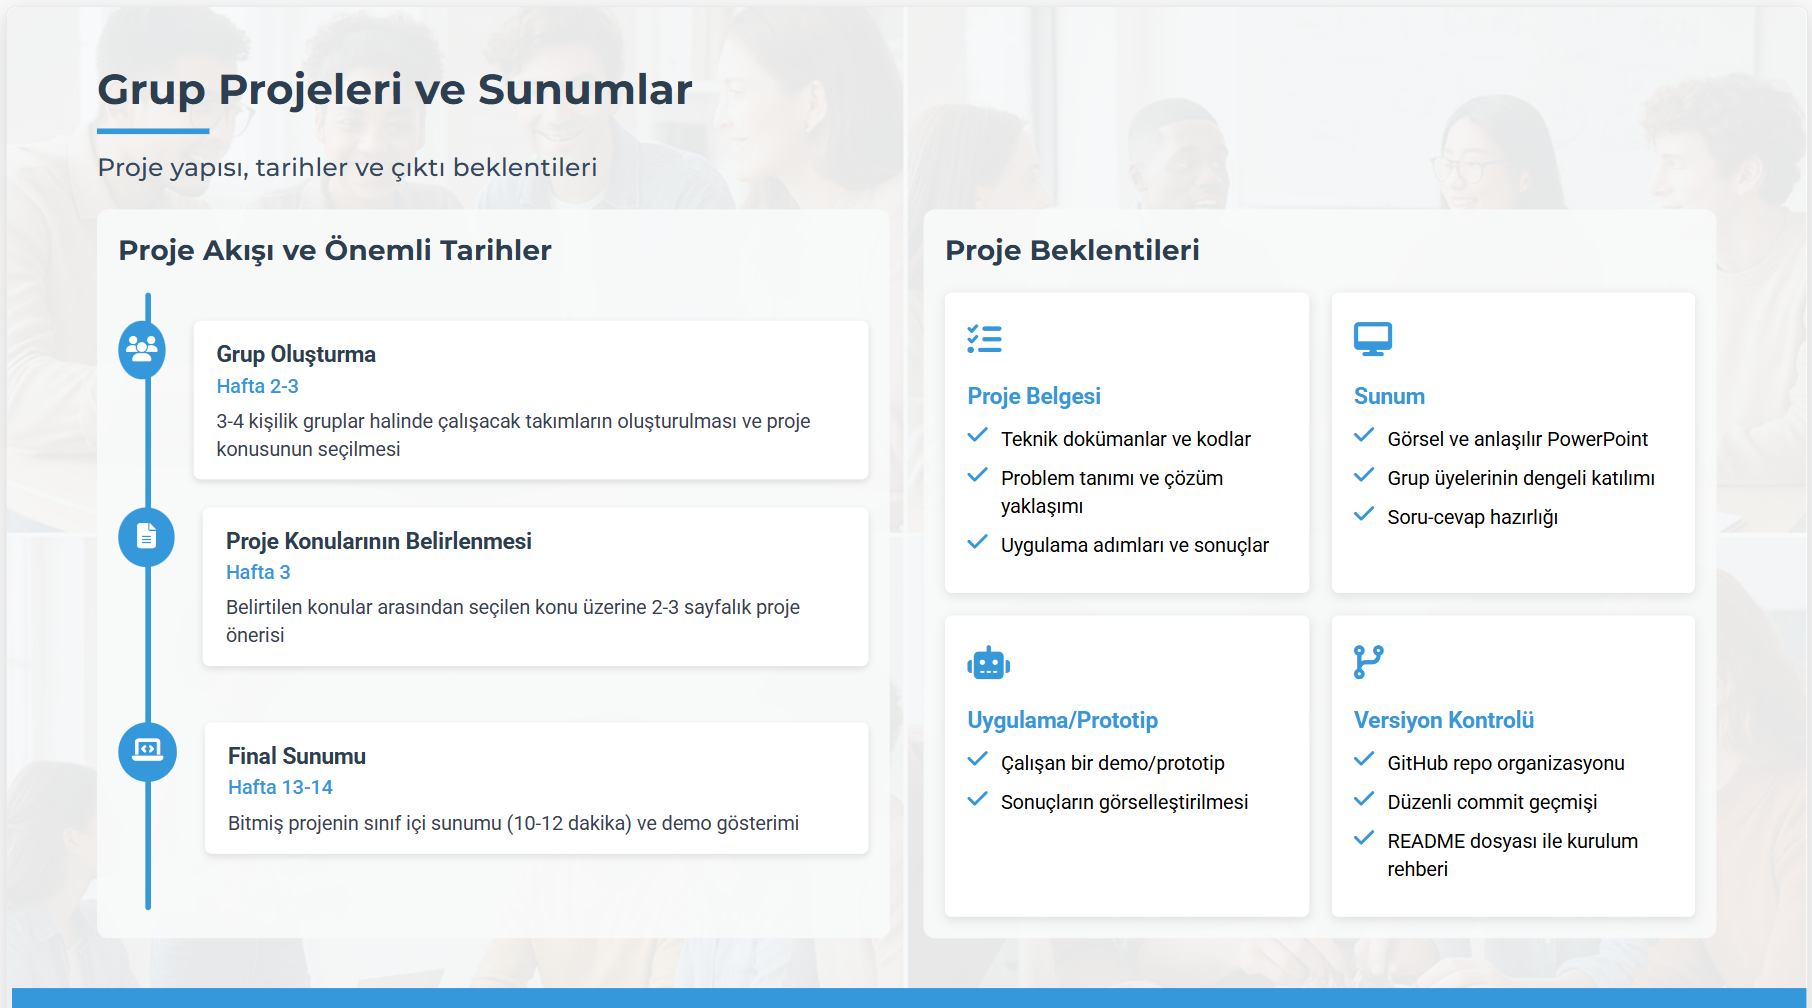 Grup Projeleri ve Sunumlar
Proje yapısı, tarihler ve çıktı beklentileri
Proje Akışı ve Önemli Tarihler
Grup Oluşturma
Hafta 2-3
3-4 kişilik gruplar halinde çalışacak takımların oluşturulması ve proje
konusunun seçilmesi
Proje Konularının Belirlenmesi
Hafta 3
Belirtilen konular arasından seçilen konu üzerine 2-3 sayfalık proje
önerisi
Final Sunumu
Hafta 13-14
Bitmiş projenin sınıf içi sunumu (10-12 dakika) ve demo gösterimi
Proje Beklentileri
Proje Belgesi
Teknik dokümanlar ve kodlar
Problem tanımı ve çözüm
yaklaşımı
Uygulama adımları ve sonuçlar
Sunum
Görsel ve anlaşılır PowerPoint
Grup üyelerinin dengeli katılımı
Soru-cevap hazırlığı
Uygulama/Prototip
Çalışan bir demo/prototip
Sonuçların görselleştirilmesi
Versiyon Kontrolü
GitHub repo organizasyonu
Düzenli commit geçmişi
README dosyası ile kurulum
rehberi